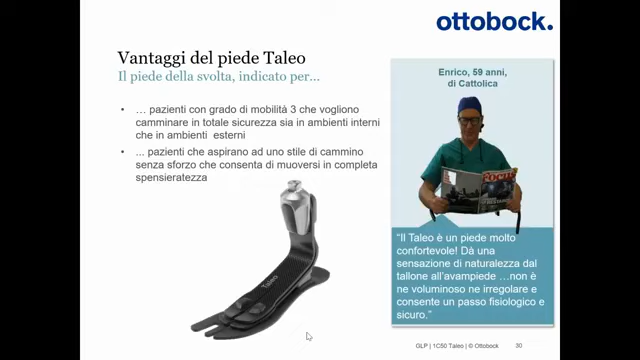 ottobock.
Vantaggi del piede Taleo
Il piede della svolta, indicato per...
• … pazienti con grado di mobilitá 3 che vogliono
camminare in totale sicurezza sia in ambienti interni
che in ambienti esterni
• ... pazienti che aspirano ad uno stile di cammino
senza sforzo che consenta di muoversi in completa
spensieratezza
Taleo
Enrico, 59 anni,
di Cattolica
FOCUS
“Il Taleo è un piede molto
confortevole! Dà una
sensazione di naturalezza dal
tallone all’avampiede …non è
ne voluminoso ne irregolare e
consente un passo fisiologico e
sicuro.”
GLP | 1C50 Taleo | © Ottobock
30